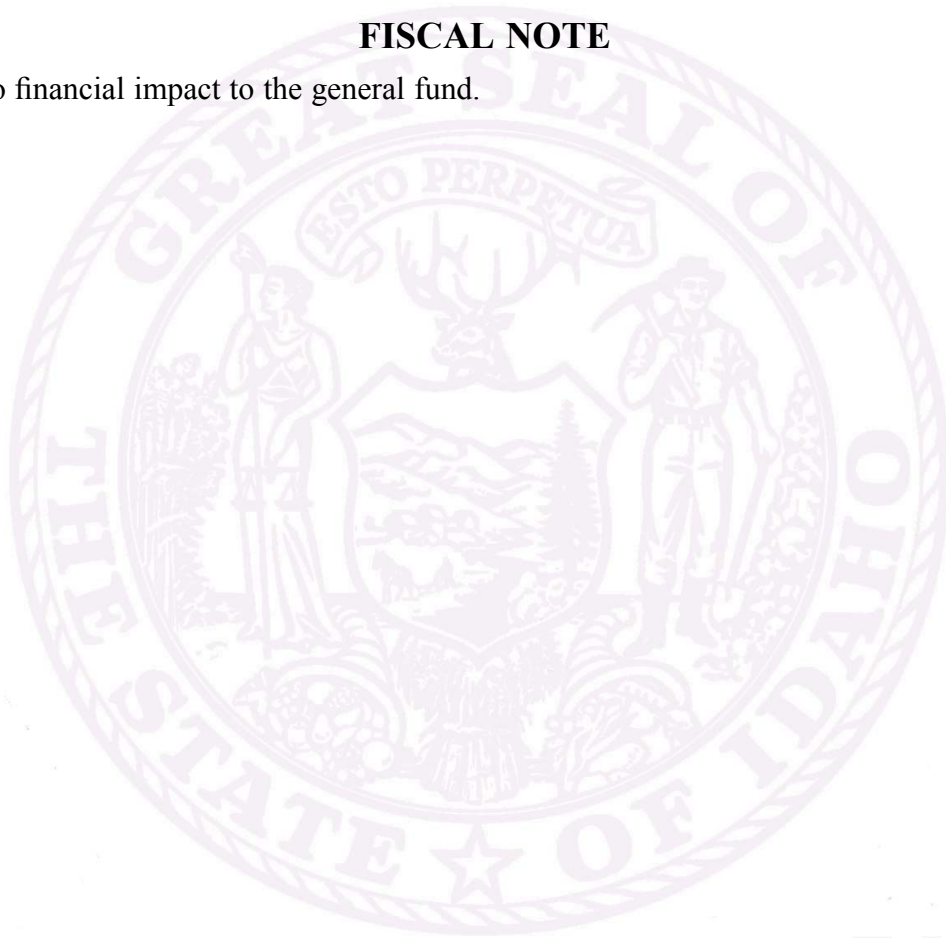 FISCAL NOTE
financial impact to the general fund.
GREAT SEAL OF
ESTO PERPETUA
THE STATE ☆ OF IDAHO